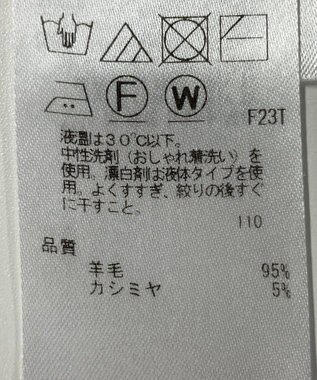 F W
F23T
液温は30℃以下。
中性洗剤(おしゃれ着洗い)を
使用。漂白剤は液体タイプを使
用。よくすすぎ、絞りの後すぐ
に干すこと。
110
品質
羊毛 95%
カシミヤ 5%